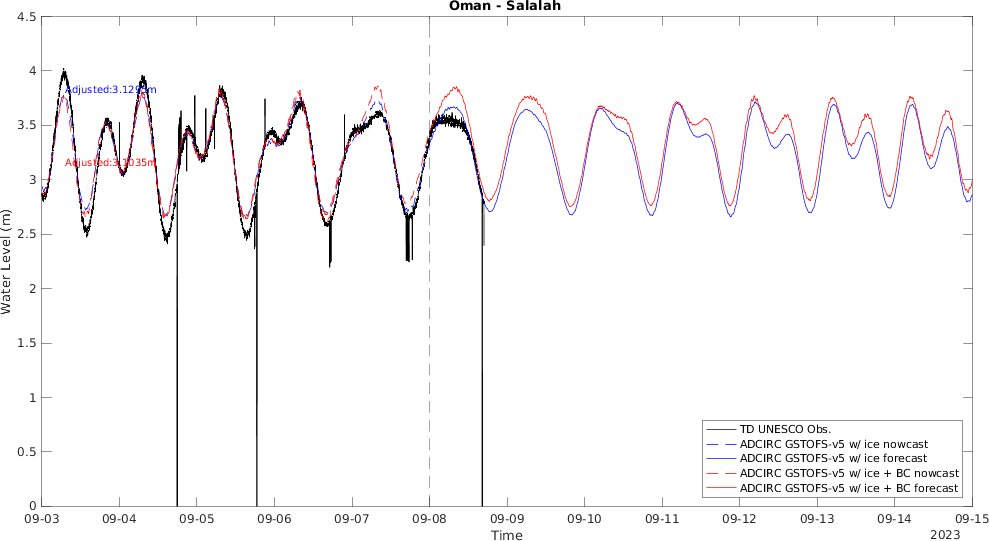 Oman - Salalah
4.5
4
3.5
3
2.5
2
1.5
1
0.5
0
Water Level (m)
Adjusted:3.1035m
09-03
09-04
09-05
09-06
09-07
09-08
09-09
09-10
09-11
09-12
09-13
09-14
09-15
Time
2023
TD UNESCO Obs.
ADCIRC GSTOFS-v5 w/ ice nowcast
ADCIRC GSTOFS-v5 w/ ice forecast
ADCIRC GSTOFS-v5 w/ ice + BC nowcast
ADCIRC GSTOFS-v5 w/ ice + BC forecast